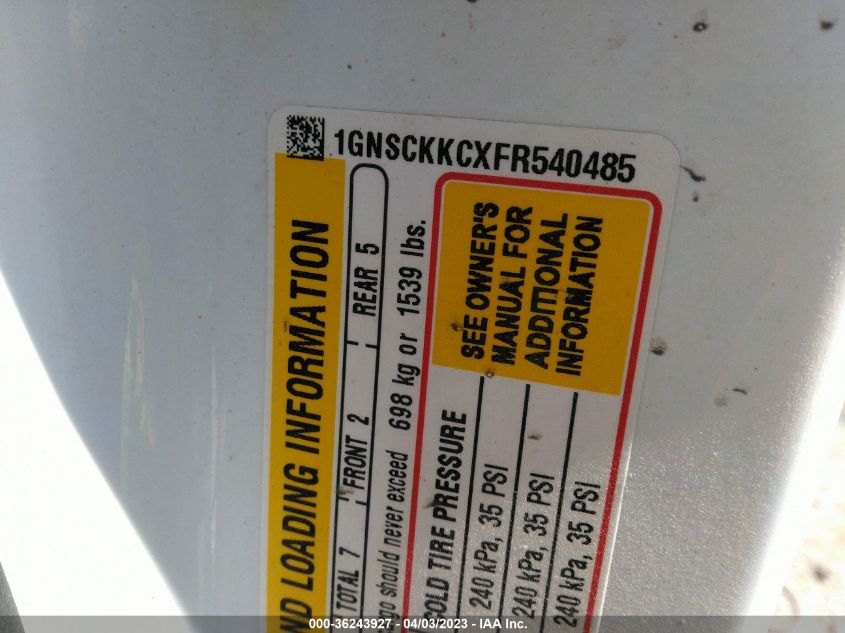 1GNSCKKCXFR540485
ND LOADING INFORMATION
TOTAL 7 FRONT 2 REAR 5
go should never exceed 698 kg or 1539 lbs.
COLD TIRE PRESSURE
240 kPa, 35 PSI
240 kPa, 35 PSI
240 kPa, 35 PSI
SEE OWNER'S
MANUAL FOR
ADDITIONAL
INFORMATION
000-36243927 - 04/03/2023 - IAA Inc.